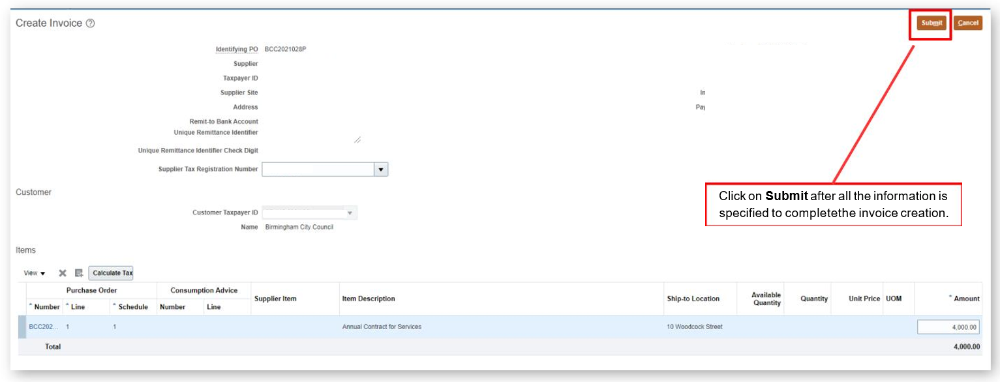 Create Invoice
Submit
Cancel
Identifying PO BCC2021028P
Supplier
Taxpayer ID
Supplier Site
In
Address
Pay
Remit-to Bank Account
Unique Remittance Identifier
Unique Remittance Identifier Check Digit
Supplier Tax Registration Number
Customer
Click on Submit after all the information is
specified to completethe invoice creation.
Customer Taxpayer ID
Name Birmingham City Council
Items
View
Calculate Tax
Purchase Order Consumption Advice
Supplier Item Item Description Ship-to Location Available Quantity Quantity Unit Price UOM * Amount
* Number * Line * Schedule Number Line
BCC202... 1 1 Annual Contract for Services 10 Woodcock Street 4,000.00
Total 4,000.00